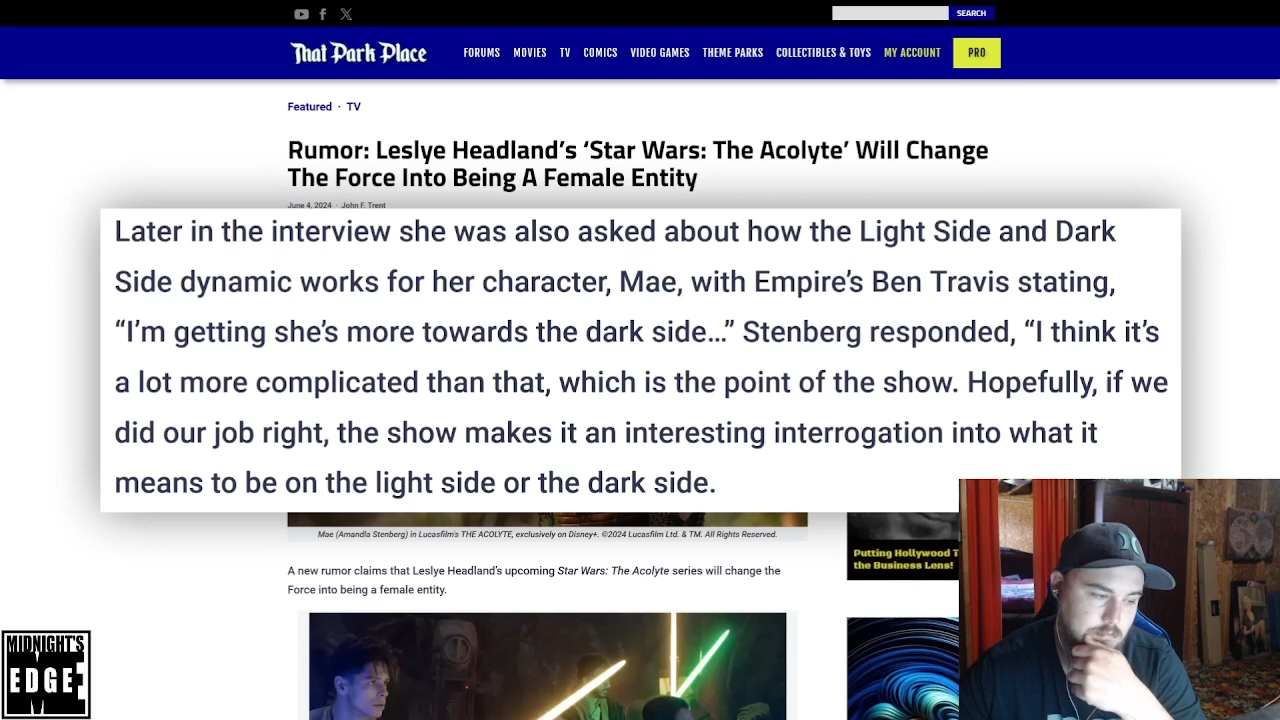 SEARCH
That Park Place
FORUMS MOVIES TV COMICS VIDEO GAMES THEME PARKS COLLECTIBLES & TOYS MY ACCOUNT PRO
Featured · TV
Rumor: Leslye Headland’s ‘Star Wars: The Acolyte’ Will Change
The Force Into Being A Female Entity
June 4, 2024 · John F. Trent
Later in the interview she was also asked about how the Light Side and Dark
Side dynamic works for her character, Mae, with Empire’s Ben Travis stating,
“I’m getting she’s more towards the dark side…” Stenberg responded, “I think it’s
a lot more complicated than that, which is the point of the show. Hopefully, if we
did our job right, the show makes it an interesting interrogation into what it
means to be on the light side or the dark side.
Mae (Amandla Stenberg) in Lucasfilm's THE ACOLYTE, exclusively on Disney+. ©2024 Lucasfilm Ltd. & TM. All Rights Reserved.
Putting Hollywood T
the Business Lens!
A new rumor claims that Leslye Headland’s upcoming Star Wars: The Acolyte series will change the
Force into being a female entity.
MIDNIGHT'S
EDGE